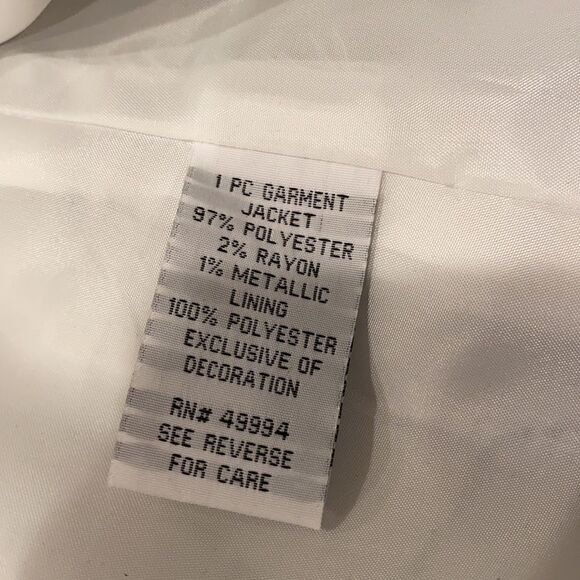 1 PC GARMENT
JACKET
97% POLYESTER
2% RAYON
1% METALLIC
LINING
100% POLYESTER
EXCLUSIVE OF
DECORATION
RN# 49994
SEE REVERSE
FOR CARE